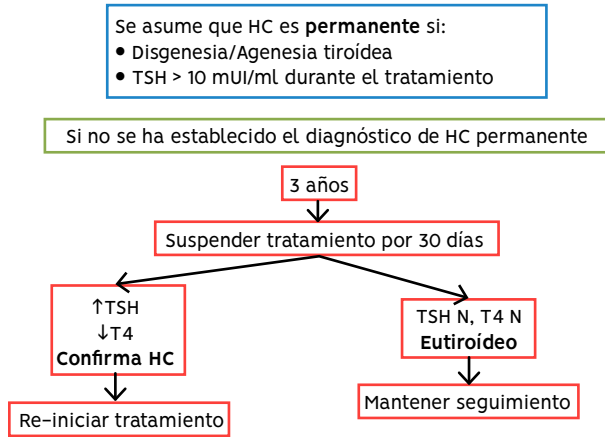 Se asume que HC es permanente si:
• Disgenesia/Agenesia tiroídea
• TSH > 10 mUI/ml durante el tratamiento
Si no se ha establecido el diagnóstico de HC permanente
3 años
Suspender tratamiento por 30 días
↑TSH
↓T4
Confirma HC
TSH N, T4 N
Eutiroídeo
Re-iniciar tratamiento
Mantener seguimiento